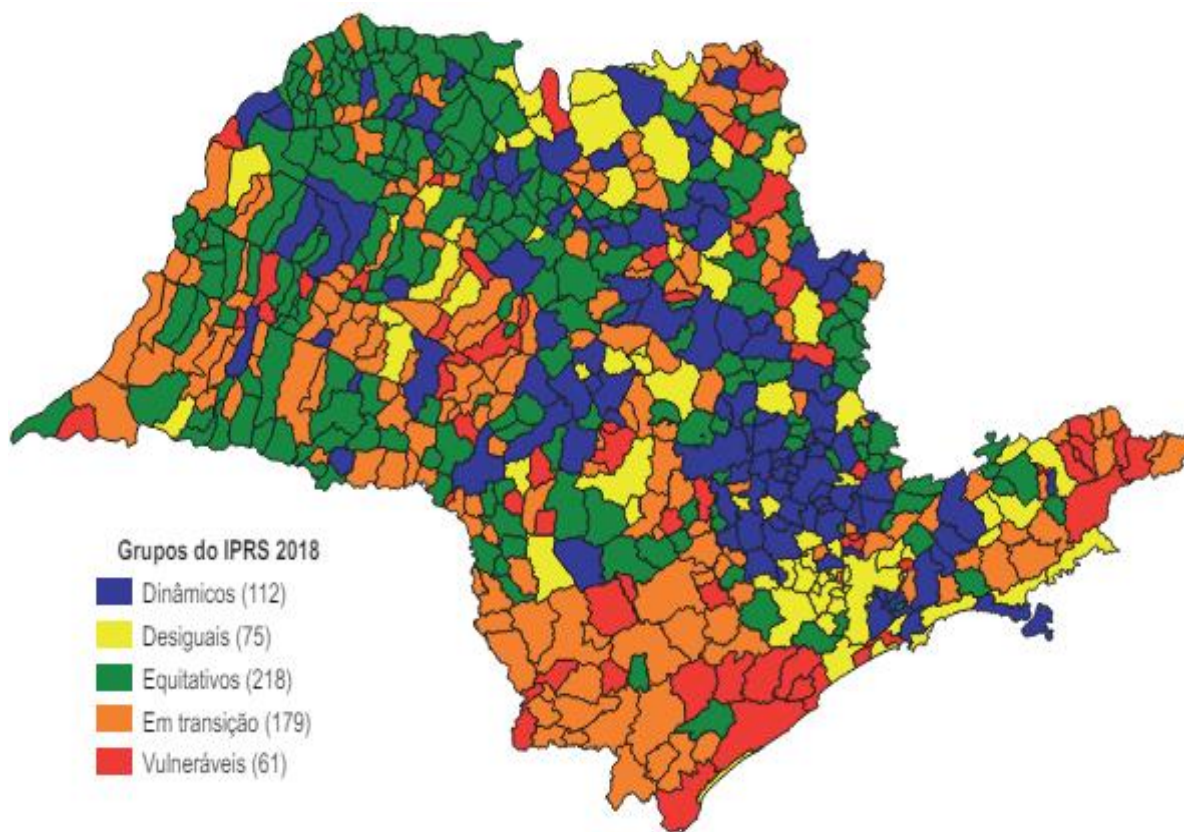 Grupos do IPRS 2018
Dinâmicos (112)
Desiguais (75)
Equitativos (218)
Em transição (179)
Vulneráveis (61)